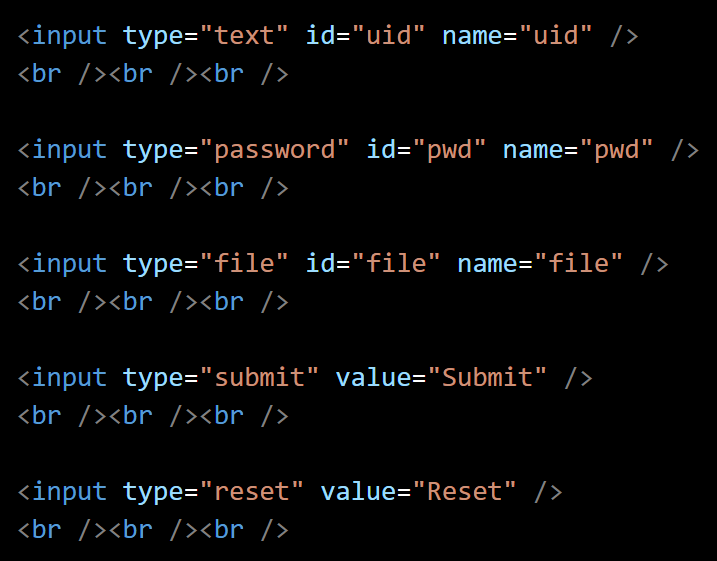 <input type="text" id="uid" name="uid" />
<br /><br /><br />
<input type="password" id="pwd" name="pwd" />
<br /><br /><br />
<input type="file" id="file" name="file" />
<br /><br /><br />
<input type="submit" value="Submit" />
<br /><br /><br />
<input type="reset" value="Reset" />
<br /><br /><br />